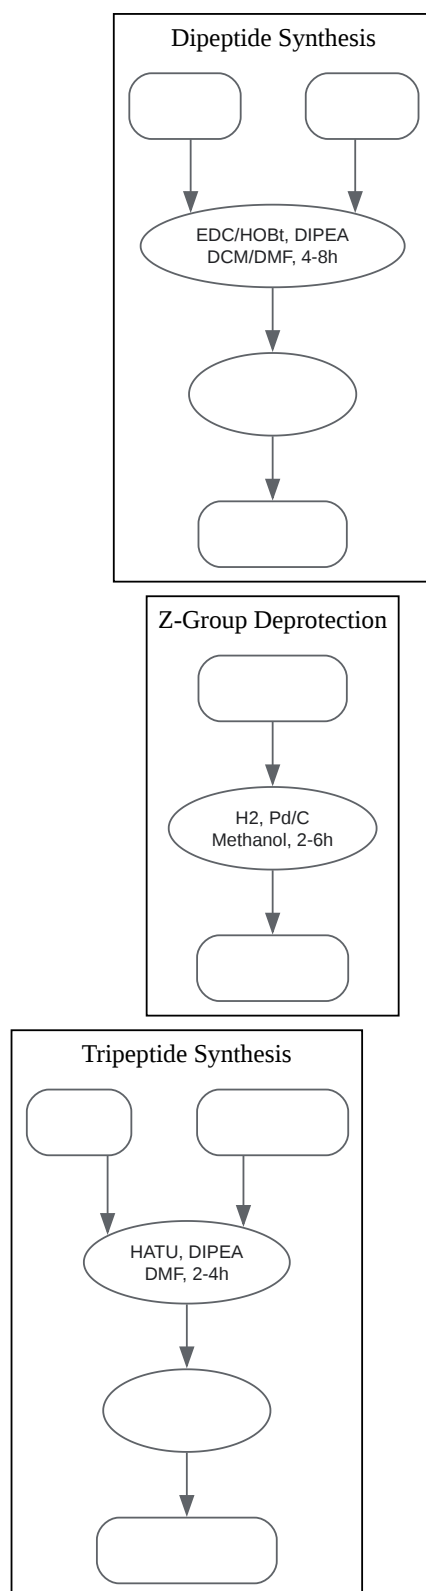 Dipeptide Synthesis
EDC/HOBt, DIPEA
DCM/DMF, 4-8h
Z-Group Deprotection
H2, Pd/C
Methanol, 2-6h
Tripeptide Synthesis
HATU, DIPEA
DMF, 2-4h